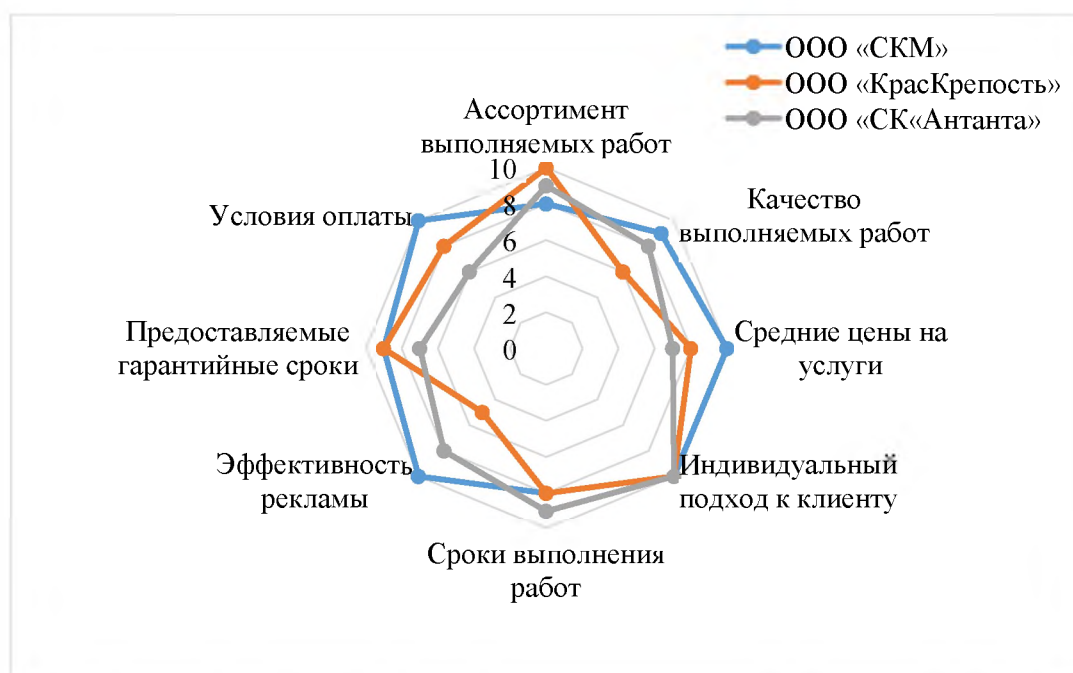 ООО «СКМ»
ООО «КрасКрепость»
ООО «СК«Антанта»
Ассортимент
выполняемых работ
Качество
выполняемых работ
Средние цены на
услуги
Индивидуальный
подход к клиенту
Сроки выполнения
работ
Эффективность
рекламы
Предоставляемые
гарантийные сроки
Условия оплаты
10
8
6
4
2
0